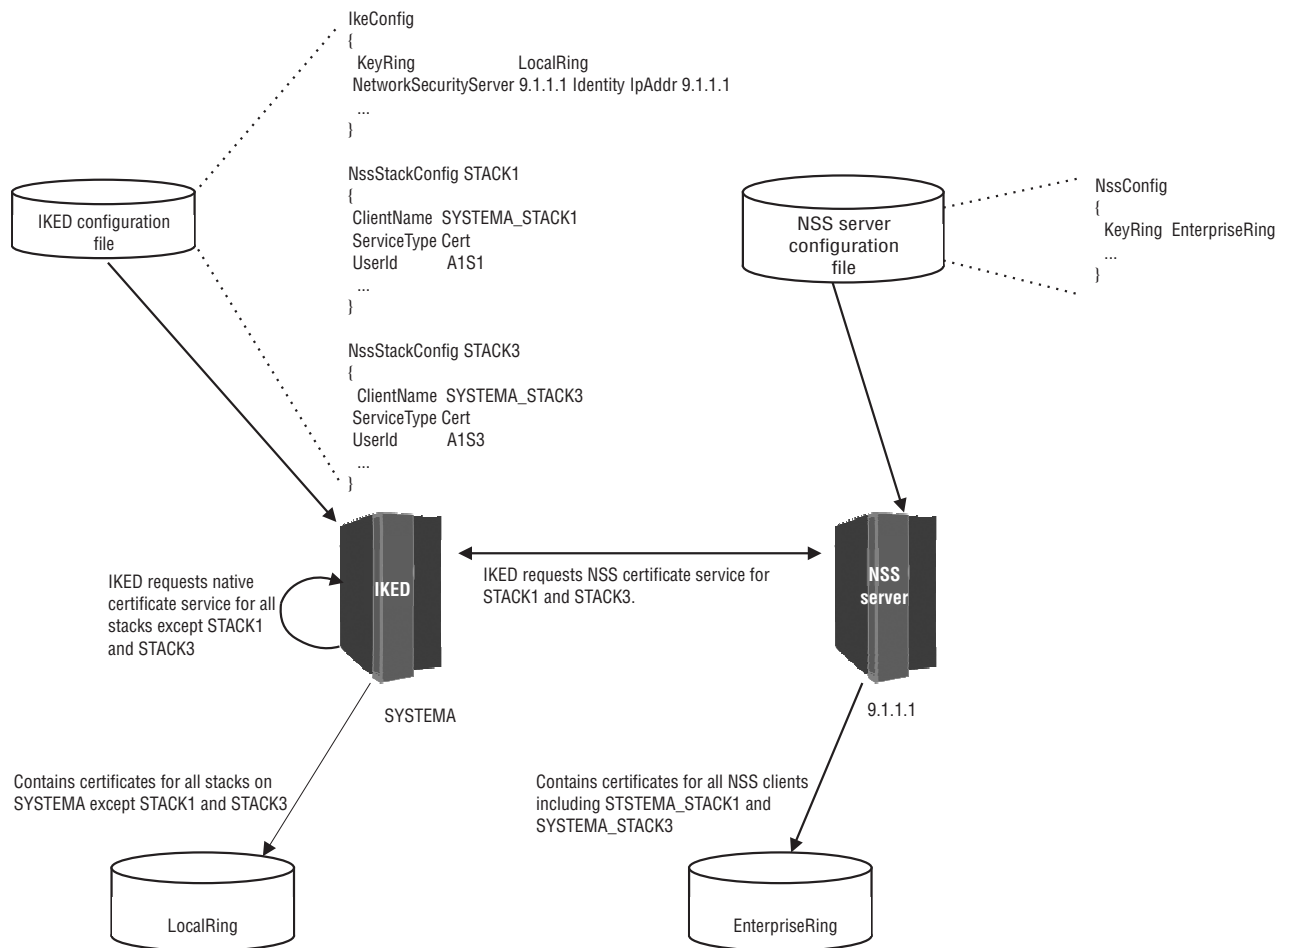 IkeConfig
{
KeyRing LocalRing
NetworkSecurityServer 9.1.1.1 Identity IpAddr 9.1.1.1
...
}
NssStackConfig STACK1
{
ClientName SYSTEMA_STACK1
ServiceType Cert
UserId A1S1
...
}
NssStackConfig STACK3
{
ClientName SYSTEMA_STACK3
ServiceType Cert
UserId A1S3
...
}
IKED configuration
file
NSS server
configuration
file
NssConfig
{
KeyRing EnterpriseRing
...
}
IKED requests native
certificate service for all
stacks except STACK1
and STACK3
IKED
IKED requests NSS certificate service for
STACK1 and STACK3.
NSS
server
SYSTEMA
9.1.1.1
Contains certificates for all stacks on
SYSTEMA except STACK1 and STACK3
Contains certificates for all NSS clients
including STSTEMA_STACK1 and
SYSTEMA_STACK3
LocalRing
EnterpriseRing